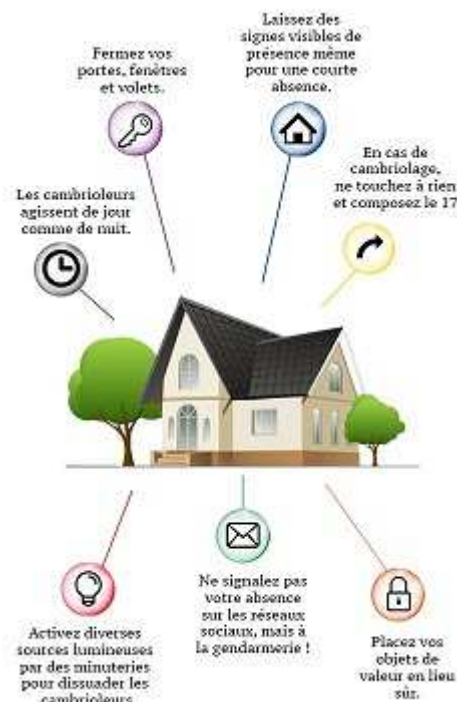 Laissez des
signes visibles de
présence même
pour une courte
absence.
Fermez vos
portes, fenêtres
et volets.
En cas de
cambriolage,
ne touchez à rien
et composez le 17
Les cambrioleurs
agissent de jour
comme de nuit.
Activez diverses
sources lumineuses
par des minuteries
pour dissuader les
cambrioleurs
Ne signalez pas
votre absence
sur les réseaux
sociaux, mais à
la gendarmerie !
Placez vos
objets de
valeur en lieu
sûr.